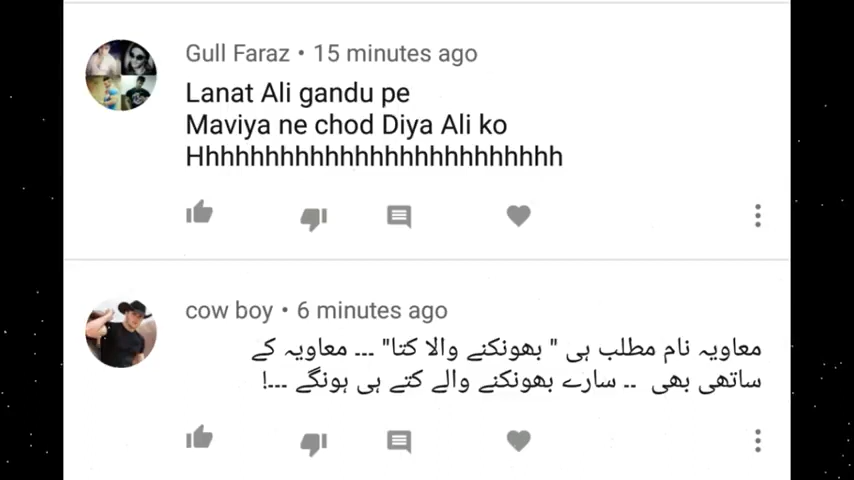 Gull Faraz • 15 minutes ago
Lanat Ali gandu pe
Maviya ne chod Diya Ali ko
Hhhhhhhhhhhhhhhhhhhhhhhhh
cow boy • 6 minutes ago
معاویہ نام مطلب ہی " بھونکنے والا کتا" --- معاویہ کے
ساتھی بھی -- سارے بھونکنے والے کتے ہی ہونگے ---!